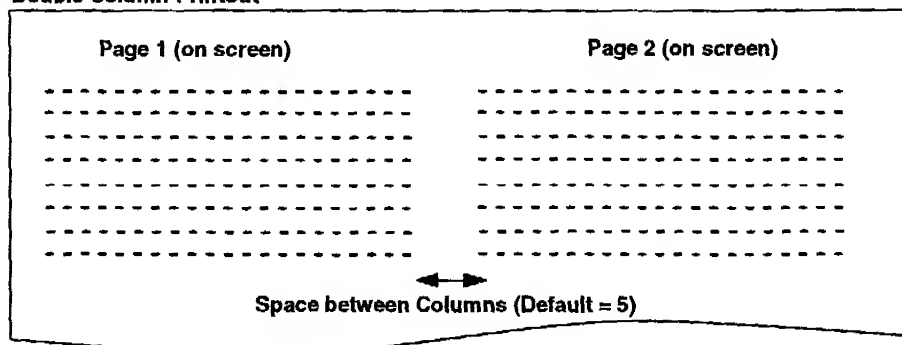 Page 1 (on screen) Page 2 (on screen)
Space between Columns (Default = 5)